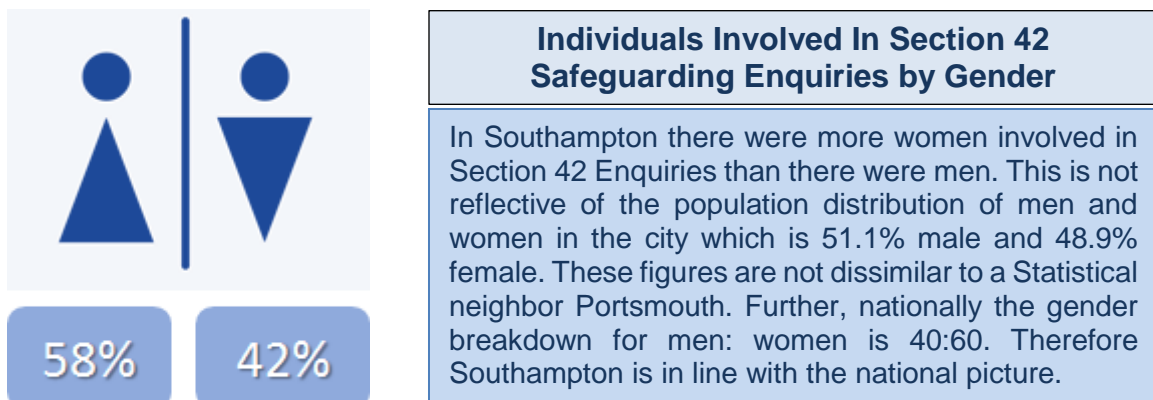 Individuals Involved In Section 42
Safeguarding Enquiries by Gender
In Southampton there were more women involved in
Section 42 Enquiries than there were men. This is not
reflective of the population distribution of men and
women in the city which is 51.1% male and 48.9%
female. These figures are not dissimilar to a Statistical
neighbor Portsmouth. Further, nationally the gender
breakdown for men: women is 40:60. Therefore
Southampton is in line with the national picture.
58%
42%